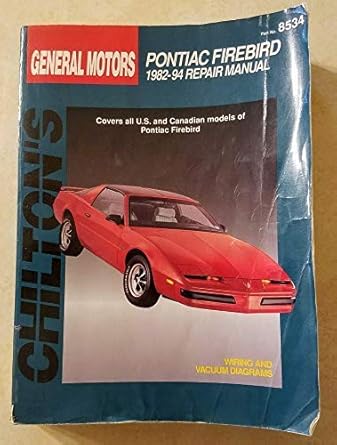 Part No. 8534
GENERAL MOTORS
PONTIAC FIREBIRD
1982-94 REPAIR MANUAL
CHILTON'S
Covers all U.S. and Canadian models of
Pontiac Firebird
WIRING AND
VACUUM DIAGRAMS